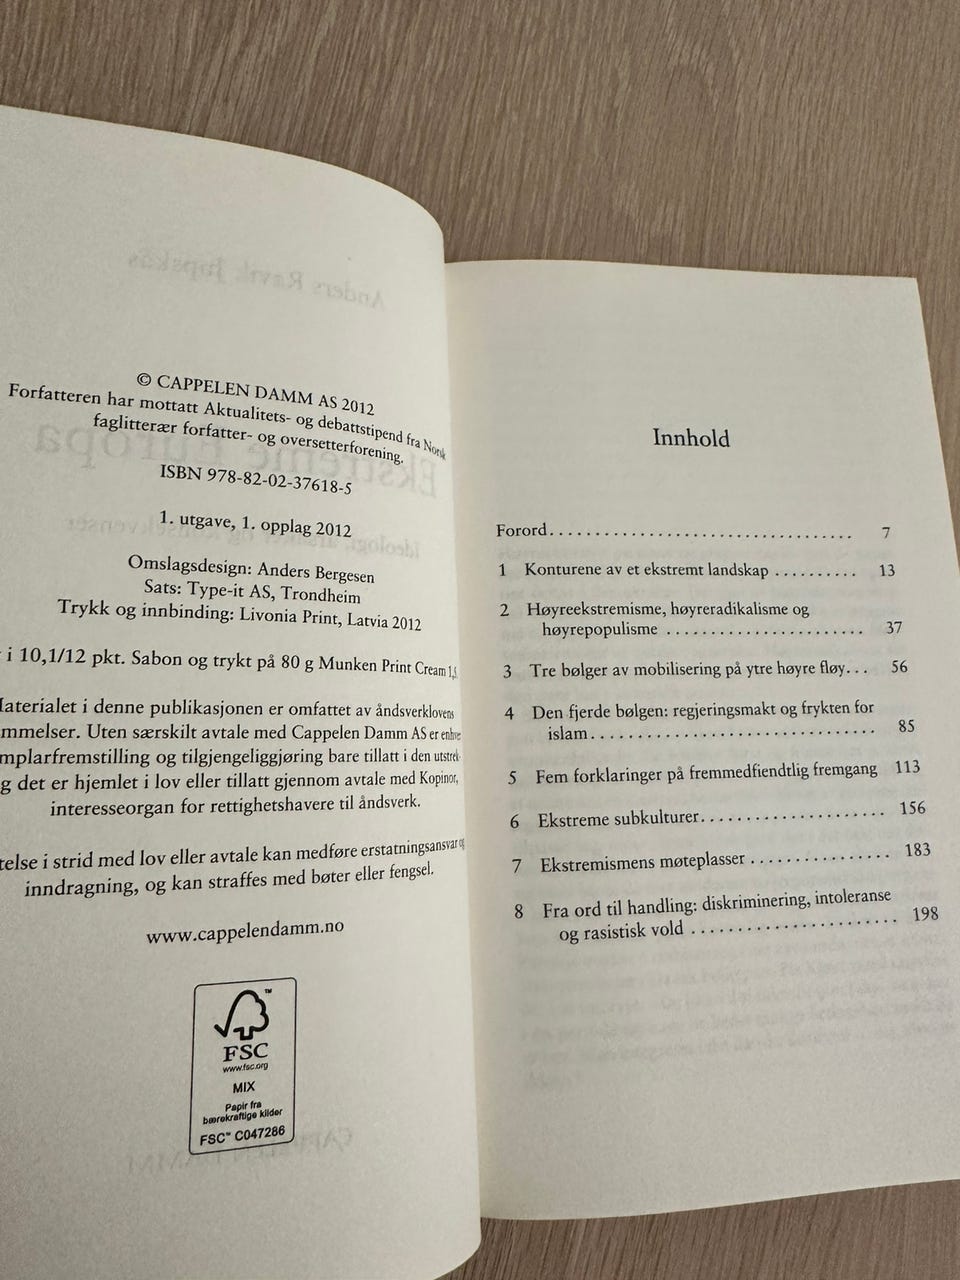 © CAPPELEN DAMM AS 2012
Forfatteren har mottatt Aktualitets- og debattstipend fra Norsk
faglitterær forfatter- og oversetterforening.
ISBN 978-82-02-37618-5
1. utgave, 1. opplag 2012
Omslagsdesign: Anders Bergesen
Sats: Type-it AS, Trondheim
Trykk og innbinding: Livonia Print, Latvia 2012
i 10,1/12 pkt. Sabon og trykt på 80 g Munken Print Cream
i denne publikasjonen er omfattet av åndsverklovens
Uten særskilt avtale med Cappelen Damm AS er
og tilgjengeliggjøring bare tillatt i den
det er hjemlet i lov eller tillatt gjennom avtale med Kopinor,
interesseorgan for rettighetshavere til åndsverk.
i strid med lov eller avtale kan medføre erstatningsansvar og
inndragning, og kan straffes med bøter eller fengsel.
www.cappelendamm.no
FSC
www.fsc.org
MIX
Papir fra
bærekraftige kilder
FSC™ C047286
Innhold
Forord. . . . . . . . . . . . . . . . . . . . . . . . . . . . . . . . . 7
1 Konturene av et ekstremt landskap . . . . . . . . . . 13
2 Høyreekstremisme, høyreradikalisme og
høyrepopulisme . . . . . . . . . . . . . . . . . . . . . . . 37
3 Tre bølger av mobilisering på ytre høyre fløy. . . 56
4 Den fjerde bølgen: regjeringsmakt og frykten for
islam. . . . . . . . . . . . . . . . . . . . . . . . . . . . . . . . 85
5 Fem forklaringer på fremmedfiendtlig fremgang 113
6 Ekstreme subkulturer. . . . . . . . . . . . . . . . . . . . . 156
7 Ekstremismens møteplasser . . . . . . . . . . . . . . . . 183
8 Fra ord til handling: diskriminering, intoleranse
og rasistisk vold . . . . . . . . . . . . . . . . . . . . . . . . 198